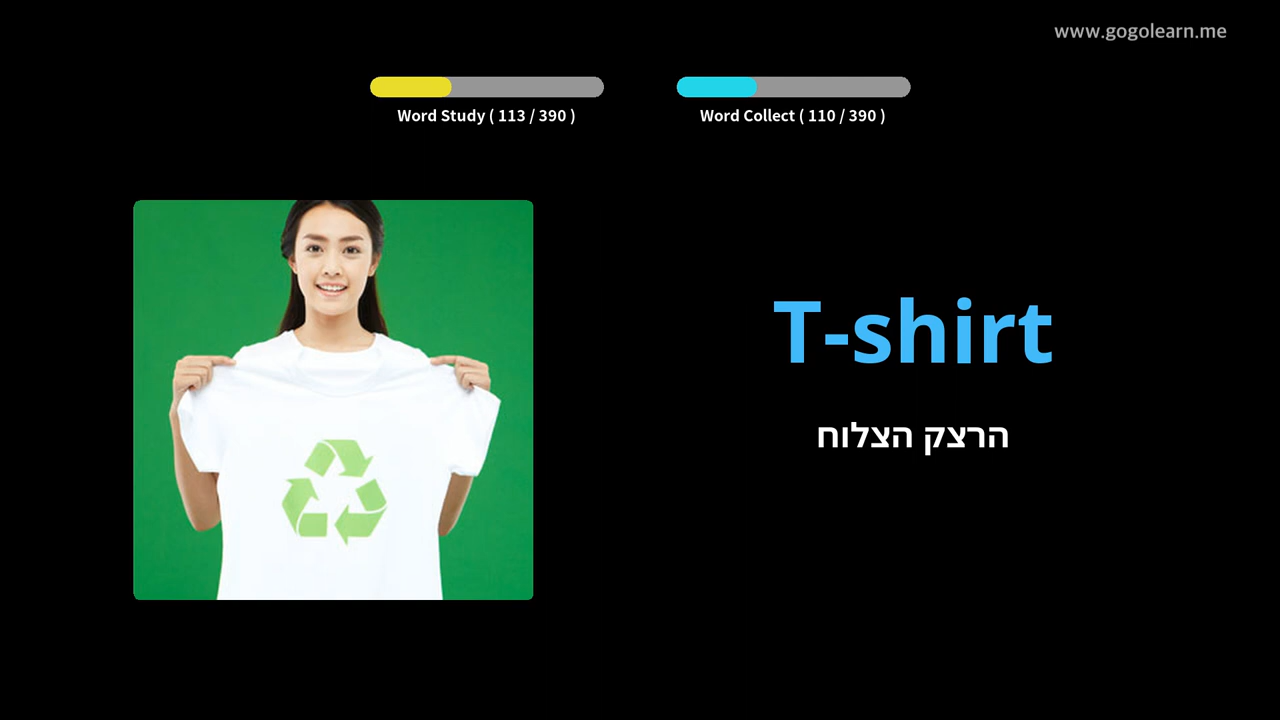 www.gogolearn.me
Word Study ( 113 / 390 )
Word Collect ( 110 / 390 )
T-shirt
הרצק הצלוח